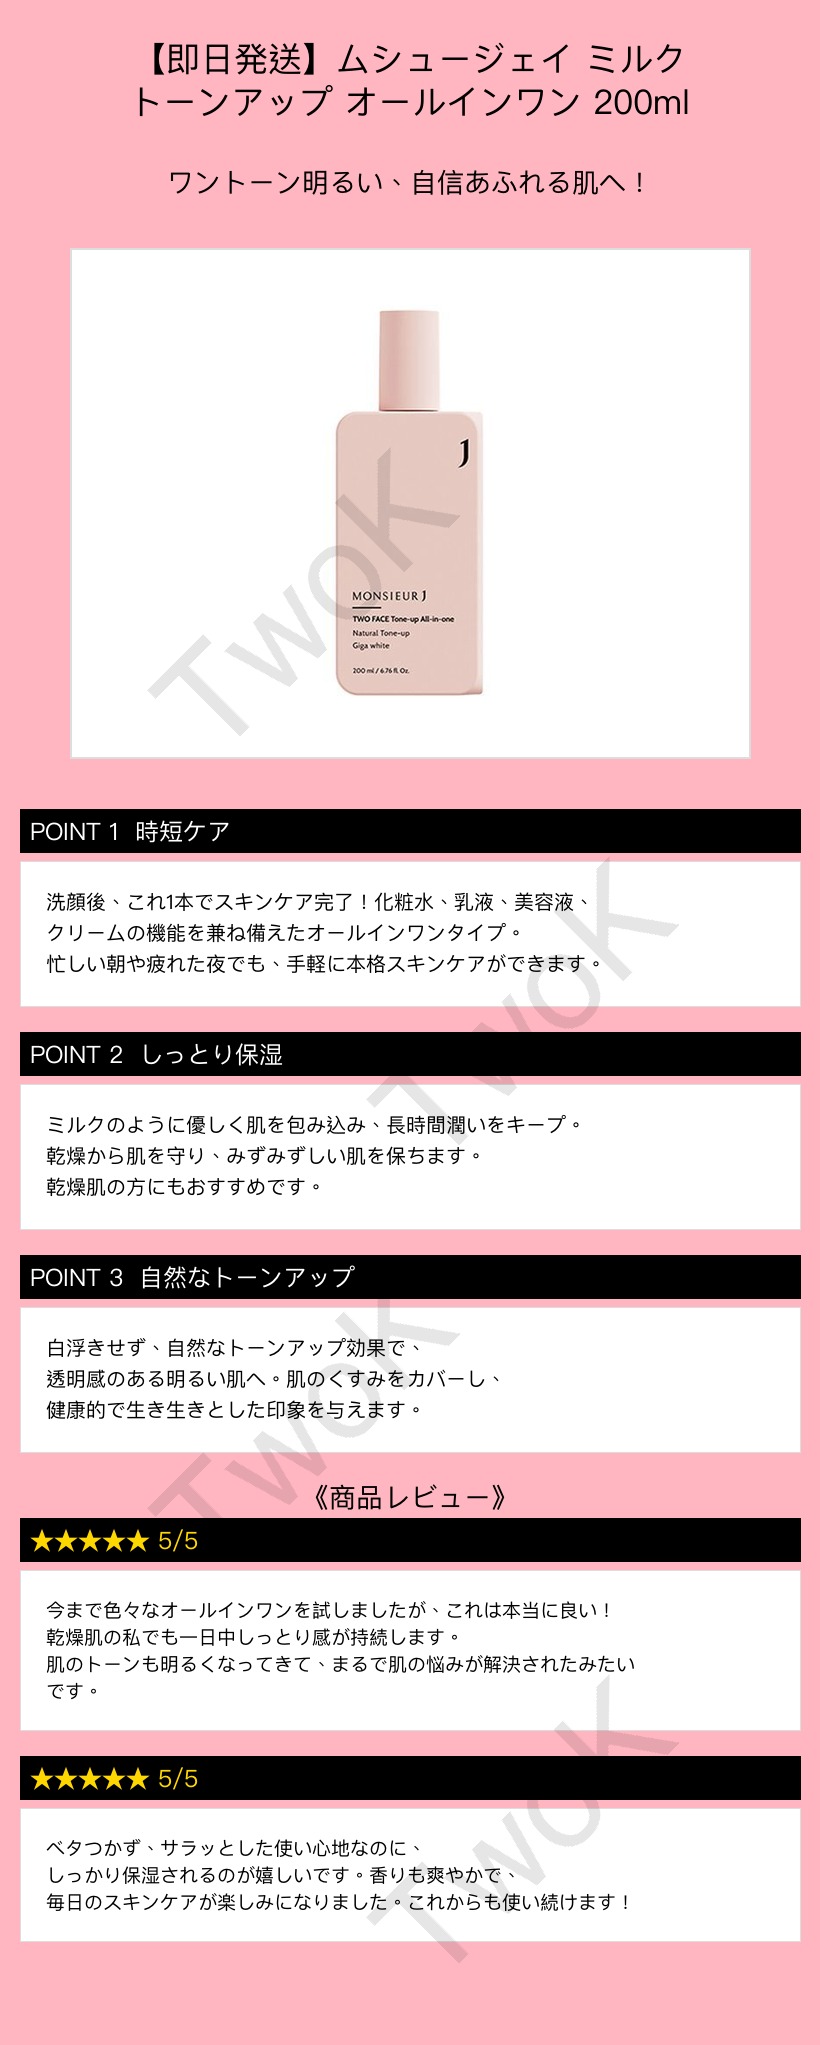 【即日発送】ムシュージェイ ミルク
トーンアップ オールインワン 200ml
ワントーン明るい、自信あふれる肌へ！
J
MONSIEUR J
TWO FACE Tone-up All-in-one
Natural Tone-up
Giga white
200 ml / 6.76 fl. Oz.
TwoK
POINT 1 時短ケア
洗顔後、これ1本でスキンケア完了！化粧水、乳液、美容液、
クリームの機能を兼ね備えたオールインワンタイプ。
忙しい朝や疲れた夜でも、手軽に本格スキンケアができます。
TwoK
POINT 2 しっとり保湿
ミルクのように優しく肌を包み込み、長時間潤いをキープ。
乾燥から肌を守り、みずみずしい肌を保ちます。
乾燥肌の方にもおすすめです。
POINT 3 自然なトーンアップ
白浮きせず、自然なトーンアップ効果で、
透明感のある明るい肌へ。肌のくすみをカバーし、
健康的で生き生きとした印象を与えます。
TwoK
《商品レビュー》
★★★★★ 5/5
今まで色々なオールインワンを試しましたが、これは本当に良い！
乾燥肌の私でも一日中しっとり感が持続します。
肌のトーンも明るくなってきて、まるで肌の悩みが解決されたみたい
です。
★★★★★ 5/5
ベタつかず、サラッとした使い心地なのに、
しっかり保湿されるのが嬉しいです。香りも爽やかで、
毎日のスキンケアが楽しみになりました。これからも使い続けます！
TwoK